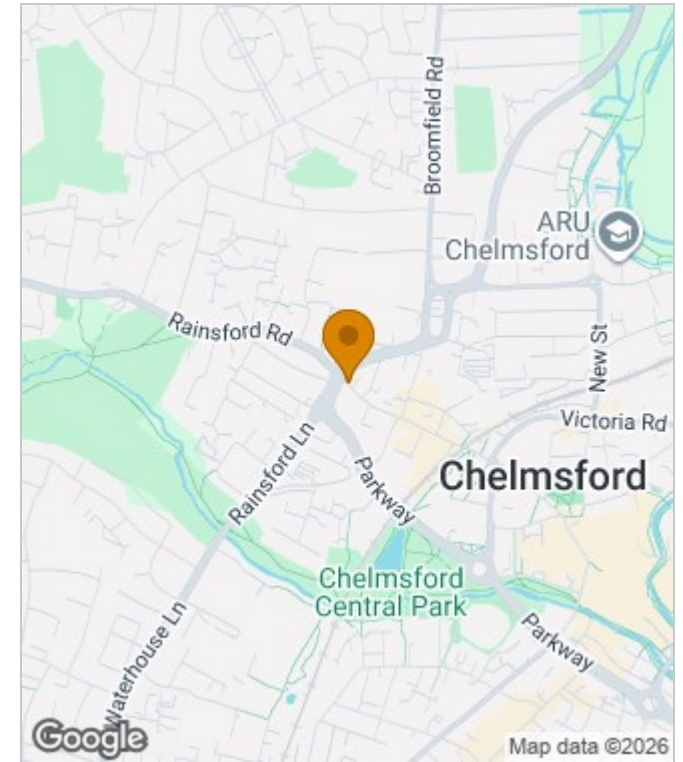 Broomfield Rd
ARU
Chelmsford
Rainsford Rd
New St
Victoria Rd
Rainsford Ln
Parkway
Chelmsford
Chelmsford
Central Park
Parkway
Waterhouse Ln
Google
Map data ©2026